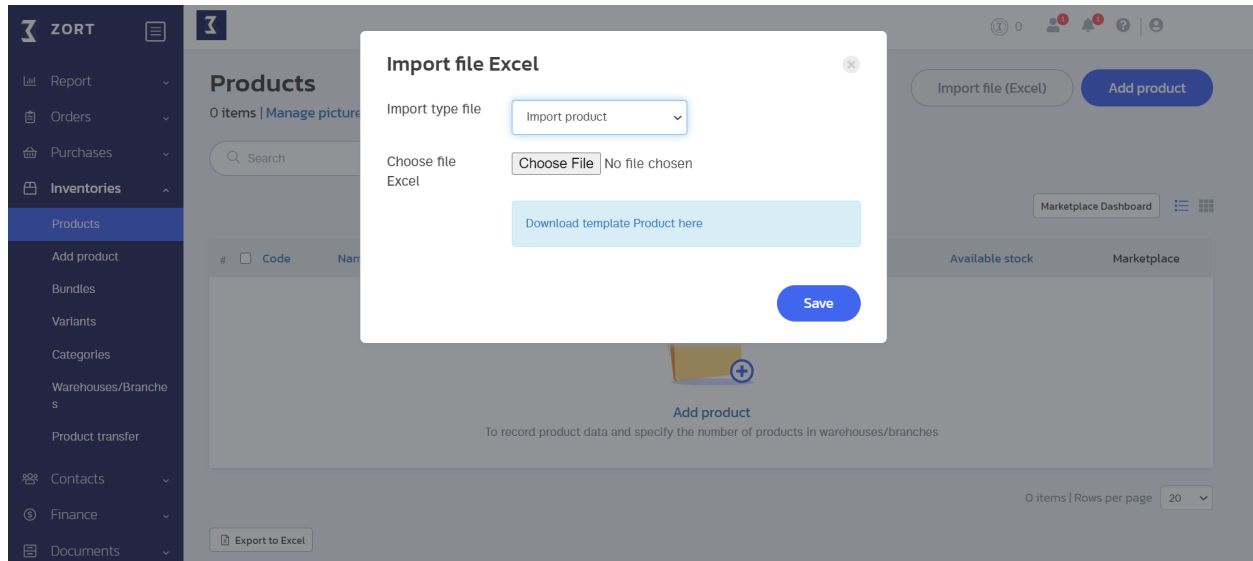 ZORT
0
1
1
Report
Orders
Purchases
Inventories
Products
Add product
Bundles
Variants
Categories
Warehouses/Branche
s
Product transfer
Contacts
Finance
Documents
Products
0 items | Manage picture
Search
Import file (Excel)
Add product
Marketplace Dashboard
# Code Nam Available stock Marketplace
Import file Excel
Import type file
Import product
Choose file
Excel
Choose File No file chosen
Download template Product here
Save
Add product
To record product data and specify the number of products in warehouses/branches
0 items | Rows per page 20
Export to Excel